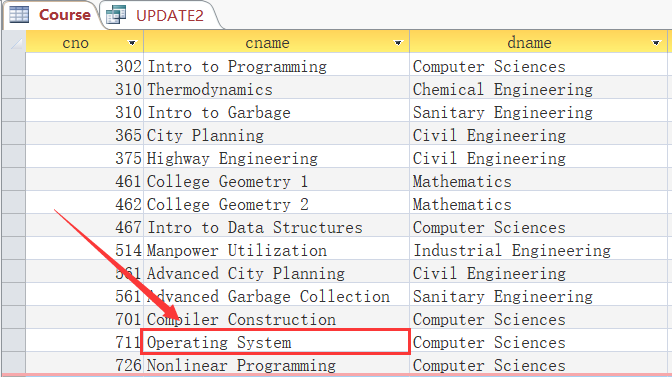 Course UPDATE2
cno cname dname
302 Intro to Programming Computer Sciences
310 Thermodynamics Chemical Engineering
310 Intro to Garbage Sanitary Engineering
365 City Planning Civil Engineering
375 Highway Engineering Civil Engineering
461 College Geometry 1 Mathematics
462 College Geometry 2 Mathematics
467 Intro to Data Structures Computer Sciences
514 Manpower Utilization Industrial Engineering
561 Advanced City Planning Civil Engineering
561 Advanced Garbage Collection Sanitary Engineering
701 Compiler Construction Computer Sciences
711 Operating System Computer Sciences
726 Nonlinear Programming Computer Sciences